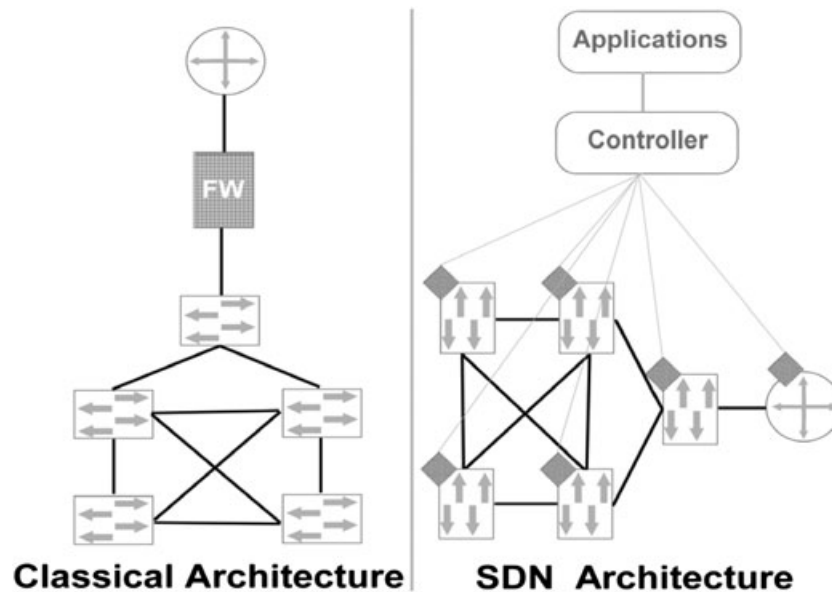 FW
Classical Architecture
Applications
Controller
SDN Architecture